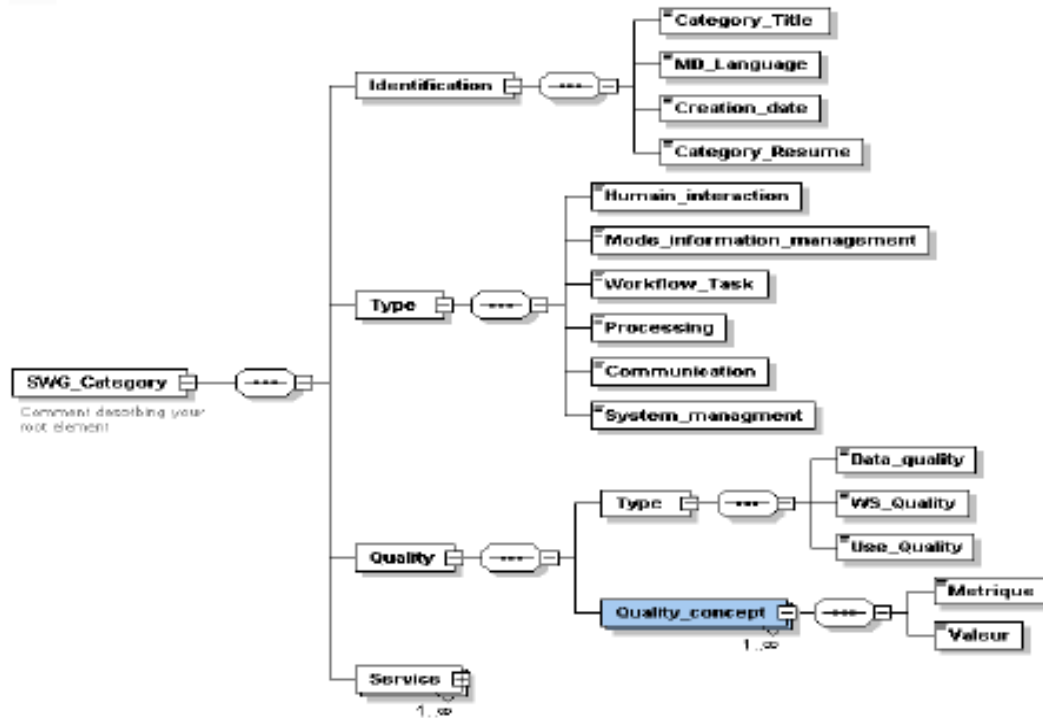 Category_Title
MD_Language
Identification
Creation_date
Category_Resume
Humain_interaction
Mode_information_management
Workflow_Task
Type
Processing
Communication
System_managment
SWG_Category
Comment describing your
root element
Data_quality
Type
WS_Quality
Use_Quality
Quality
Quality_concept
1..∞
Metrique
Valeur
Service
1..∞